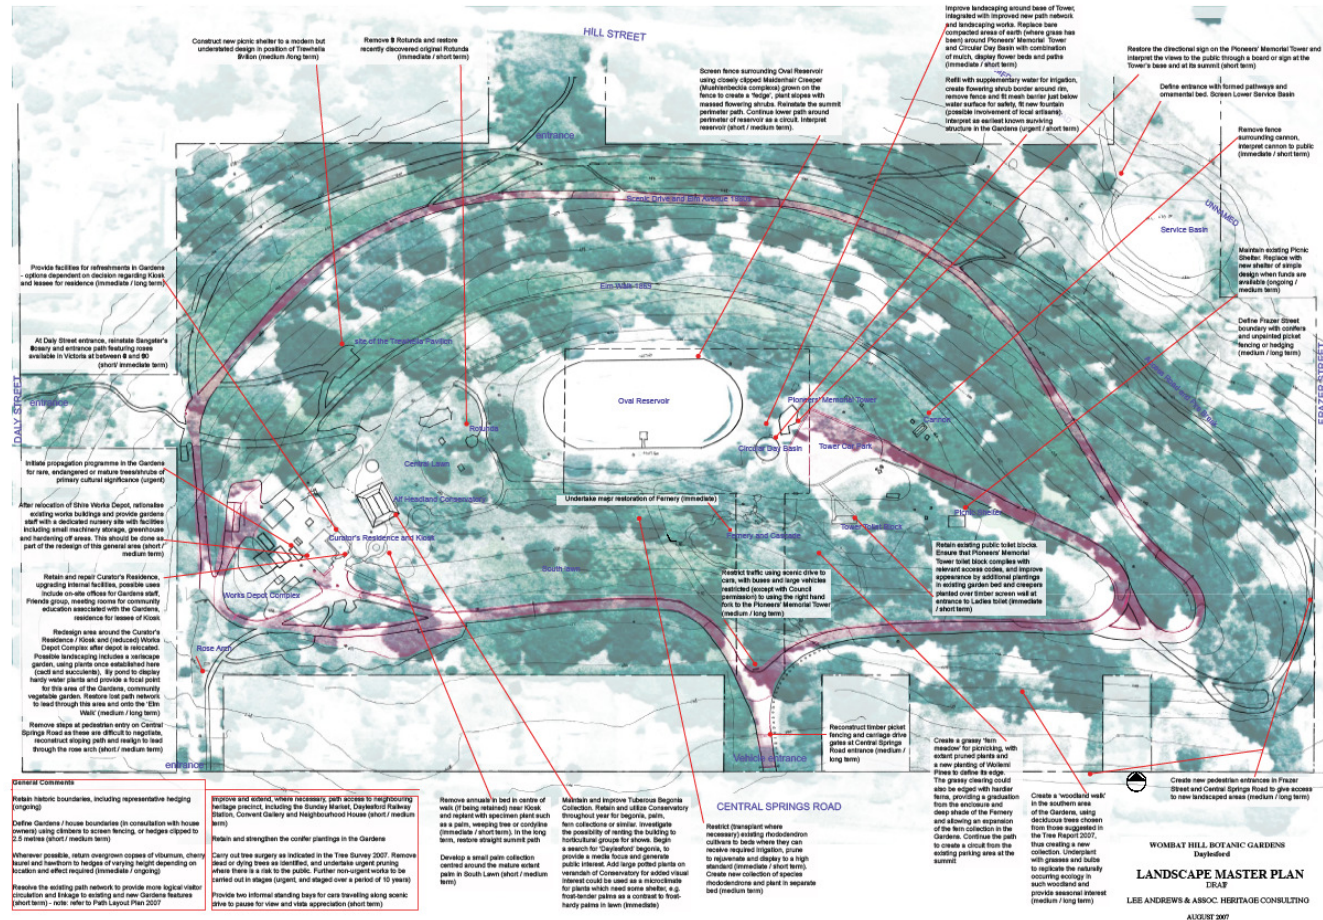 Construct new picnic shelter to a modern but
understated design in position of Trewhella
Pavilion (medium /long term)
Remove B Rotunda and restore
recently discovered original Rotunda
(immediate / short term)
HILL STREET
Screen fence surrounding Oval Reservoir
using closely clipped Maidenhair Creeper
(Muehlenbeckia complexa) grown on the
fence to create a 'fedge', plant slopes with
massed flowering shrubs. Reinstate the summit
perimeter path. Continue lower path around
perimeter of reservoir as a circuit. Interpret
reservoir (short / medium term).
Improve landscaping around base of Tower,
integrated with improved new path network
and landscaping works. Replace bare
compacted areas of earth (where grass has
been) around Pioneers' Memorial Tower
and Circular Day Basin with combination
of mulch, display flower beds and paths
(immediate / short term)
Refill with supplementary water for irrigation,
create flowering shrub border around rim,
remove fence and fit mesh barrier just below
water surface for safety, fit new fountain
(possible involvement of local artisans).
Interpret as earliest known surviving
structure in the Gardens (urgent / short term)
Restore the directional sign on the Pioneers' Memorial Tower and
interpret the views to the public through a board or sign at the
Tower's base and at its summit (short term)
Define entrance with formed pathways and
ornamental bed. Screen Lower Service Basin
Remove fence
surrounding cannon,
interpret cannon to public
(immediate / short term)
entrance
UNNAMED
Service Basin
Scenic Drive and Elm Avenue
Maintain existing Picnic
Shelter. Replace with
new shelter of simple
design when funds are
available (ongoing /
medium term)
Provide facilities for refreshments in Gardens
- options dependent on decision regarding Kiosk
and lessee for residence (immediate / long term)
Elm Walk 1869
Define Frazer Street
boundary with conifers
and unpainted picket
fencing or hedging
(medium / long term)
At Daly Street entrance, reinstate Sangster's
Rosary and entrance path featuring roses
available in Victoria at between
(short/ immediate term)
site of the Trewhella Pavilion
DALY STREET
entrance
FRAZER STREET
Oval Reservoir
Pioneers' Memorial Tower
Cannon
Rotunda
Circular Day Basin
Tower Car Park
Central Lawn
Initiate propagation programme in the Gardens
for rare, endangered or mature trees/shrubs of
primary cultural significance (urgent)
Alf Headland Conservatory
Undertake major restoration of Fernery (immediate)
After relocation of Shire Works Depot, rationalise
existing works buildings and provide gardens
staff with a dedicated nursery site with facilities
including small machinery storage, greenhouse
and hardening off areas. This should be done as
part of the redesign of this general area (short /
medium term)
Picnic Shelter
Tower Toilet Block
Curator's Residence and Kiosk
Fernery and Cascade
Retain existing public toilet blocks.
Ensure that Pioneers' Memorial
Tower toilet block complies with
relevant access codes, and improve
appearance by additional plantings
in existing garden bed and creepers
planted over timber screen wall at
entrance to Ladies toilet (immediate
/ short term)
South lawn
Restrict traffic using scenic drive to
cars, with buses and large vehicles
restricted (except with Council
permission) to using the right hand
fork to the Pioneers' Memorial Tower
(medium / long term)
Retain and repair Curator's Residence,
upgrading internal facilities, possible uses
include on-site offices for Gardens staff,
Friends group, meeting rooms for community
education associated with the Gardens,
residence for lessee of Kiosk
Works Depot Complex
Redesign area around the Curator's
Residence / Kiosk and (reduced) Works
Depot Complex after depot is relocated.
Possible landscaping includes a xeriscape
garden, using plants once established here
(cacti and succulents), lily pond to display
hardy water plants and provide a focal point
for this area of the Gardens, community
vegetable garden. Restore lost path network
to lead through this area and onto the 'Elm
Walk' (medium / long term)
Rose Arch
Remove steps at pedestrian entry on Central
Springs Road as these are difficult to negotiate,
reconstruct sloping path and realign to lead
through the rose arch (short / medium term)
entrance
Vehicle entrance
Reconstruct timber picket
fencing and carriage drive
gates at Central Springs
Road entrance (medium /
long term)
Create a grassy 'fern
meadow' for picnicking, with
extant pruned plants and
a new planting of Wollemi
Pines to define its edge.
The grassy clearing could
also be edged with hardier
ferns, providing a graduation
from the enclosure and
deep shade of the Fernery
and allowing an expansion
of the fern collection in the
Gardens. Continue the path
to create a circuit from the
existing parking area at the
summit
General Comments
Retain historic boundaries, including representative hedging
(ongoing)
Define Gardens / house boundaries (in consultation with house
owners) using climbers to screen fencing, or hedges clipped to
2.5 metres (short / medium term)
Wherever possible, return overgrown copses of viburnum, cherry
laurel and hawthorn to hedges of varying height depending on
location and effect required (immediate / ongoing)
Resolve the existing path network to provide more logical visitor
circulation and linkage to existing and new Gardens features
(short term) - note: refer to Path Layout Plan 2007
Improve and extend, where necessary, path access to neighbouring
heritage precinct, including the Sunday Market, Daylesford Railway
Station, Convent Gallery and Neighbourhood House (short / medium
term)
Retain and strengthen the conifer plantings in the Gardens
Carry out tree surgery as indicated in the Tree Survey 2007. Remove
dead or dying trees as identified, and undertake urgent pruning
where there is a risk to the public. Further non-urgent works to be
carried out in stages (urgent, and staged over a period of 10 years)
Provide two informal standing bays for cars travelling along scenic
drive to pause for view and vista appreciation (short term)
Remove annuals in bed in centre of
walk (if being retained) near Kiosk
and replant with specimen plant such
as a palm, weeping tree or cordyline
(immediate / short term). In the long
term, restore straight summit path
Develop a small palm collection
centred around the mature extant
palm in South Lawn (short / medium
term)
Maintain and improve Tuberous Begonia
Collection. Retain and utilize Conservatory
throughout year for begonia, palm,
fern collections or similar. Investigate
the possibility of renting the building to
horticultural groups for shows. Begin
a search for 'Daylesford' begonia, to
provide a media focus and generate
public interest. Add large potted plants on
verandah of Conservatory for added visual
interest could be used as a microclimate
for plants which need some shelter, e.g.
frost-tender palms as a contrast to frost-
hardy palms in lawn (immediate)
CENTRAL SPRINGS ROAD
Restrict (transplant where
necessary) existing rhododendron
cultivars to beds where they can
receive required irrigation, prune
to rejuvenate and display to a high
standard (immediate / short term).
Create new collection of species
rhododendrons and plant in separate
bed (medium term)
Create a 'woodland walk'
in the southern area
of the Gardens, using
deciduous trees chosen
from those suggested in
the Tree Report 2007,
thus creating a new
collection. Underplant
with grasses and bulbs
to replicate the naturally
occurring ecology in
such woodland and
provide seasonal interest
(medium / long term)
Create new pedestrian entrances in Frazer
Street and Central Springs Road to give access
to new landscaped areas (medium / long term)
WOMBAT HILL BOTANIC GARDENS
Daylesford
LANDSCAPE MASTER PLAN
DRAFT
LEE ANDREWS & ASSOC. HERITAGE CONSULTING
AUGUST 2007